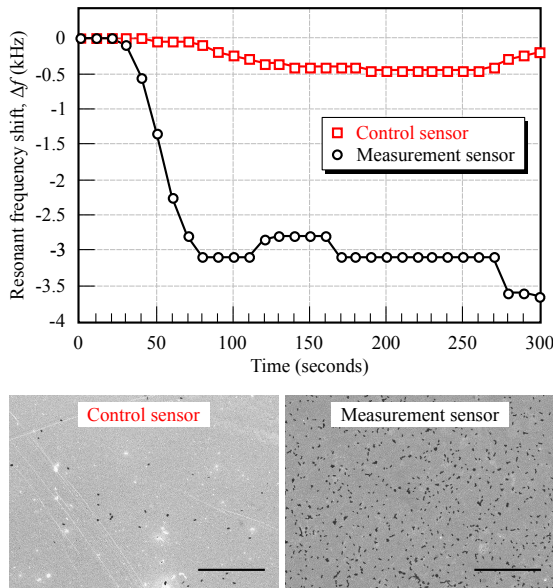 Resonant frequency shift, Δf (kHz)
0
-0.5
-1
-1.5
-2
-2.5
-3
-3.5
-4
Control sensor
Measurement sensor
0 50 100 150 200 250 300
Time (seconds)
Control sensor
Measurement sensor